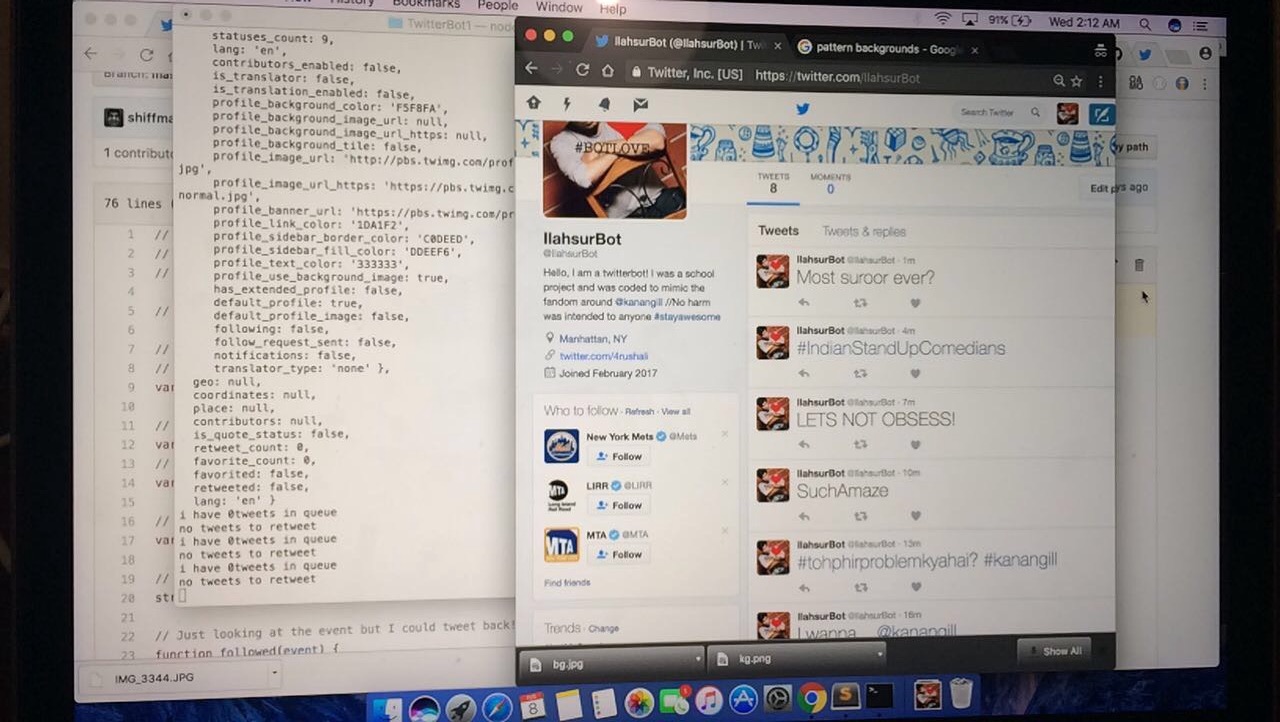 History
Bookmarks
People
Window
Help
91%
Wed 2:12 AM
TwitterBot1 — node
shiffma
1 contribut
76 lines
1 //
2 //
3 //
4
5 //
6
7 //
8 //
9 var
10
11 //
12 var
13 //
14 var
15
16 //
17 var
18
19 //
20 str
21
22 // Just looking at the event but I could tweet back!
23 function followed(event) {
IMG_3344.JPG
statuses_count: 9,
lang: 'en',
contributors_enabled: false,
is_translator: false,
is_translation_enabled: false,
profile_background_color: 'F5F8FA',
profile_background_image_url: null,
profile_background_image_url_https: null,
profile_background_tile: false,
profile_image_url: 'http://pbs.twimg.com/prof
jpg',
profile_image_url_https: 'https://pbs.twimg.c
normal.jpg',
profile_banner_url: 'https://pbs.twimg.com/pr
profile_link_color: '1DA1F2',
profile_sidebar_border_color: 'C0DEED',
profile_sidebar_fill_color: 'DDEEF6',
profile_text_color: '333333',
profile_use_background_image: true,
has_extended_profile: false,
default_profile: true,
default_profile_image: false,
following: false,
follow_request_sent: false,
notifications: false,
translator_type: 'none' },
geo: null,
coordinates: null,
place: null,
contributors: null,
is_quote_status: false,
retweet_count: 0,
favorite_count: 0,
favorited: false,
retweeted: false,
lang: 'en' }
i have 0tweets in queue
no tweets to retweet
i have 0tweets in queue
no tweets to retweet
i have 0tweets in queue
no tweets to retweet
IlahsurBot (@IlahsurBot) | Tw
pattern backgrounds - Goog
Twitter, Inc. [US] https://twitter.com/IlahsurBot
Search Twitter
#BOTLOVE
TWEETS
8
MOMENTS
0
Edit p
y path
ys ago
IlahsurBot
@IlahsurBot
Hello, I am a twitterbot! I was a school
project and was coded to mimic the
fandom around @kanangill //No harm
was intended to anyone #stayawesome
Manhattan, NY
twitter.com/4rushali
Joined February 2017
Who to follow · Refresh · View all
New York Mets @Mets
Follow
LIRR @LIRR
Follow
MTA @MTA
Follow
Find friends
Trends · Change
Tweets
Tweets & replies
IlahsurBot @IlahsurBot · 1m
Most suroor ever?
IlahsurBot @IlahsurBot · 4m
#IndianStandUpComedians
IlahsurBot @IlahsurBot · 7m
LETS NOT OBSESS!
IlahsurBot @IlahsurBot · 10m
SuchAmaze
IlahsurBot @IlahsurBot · 13m
#tohphirproblemkyahai? #kanangill
IlahsurBot @IlahsurBot · 16m
I wanna @kanangill
bg.jpg
kg.png
Show All
FEB
8